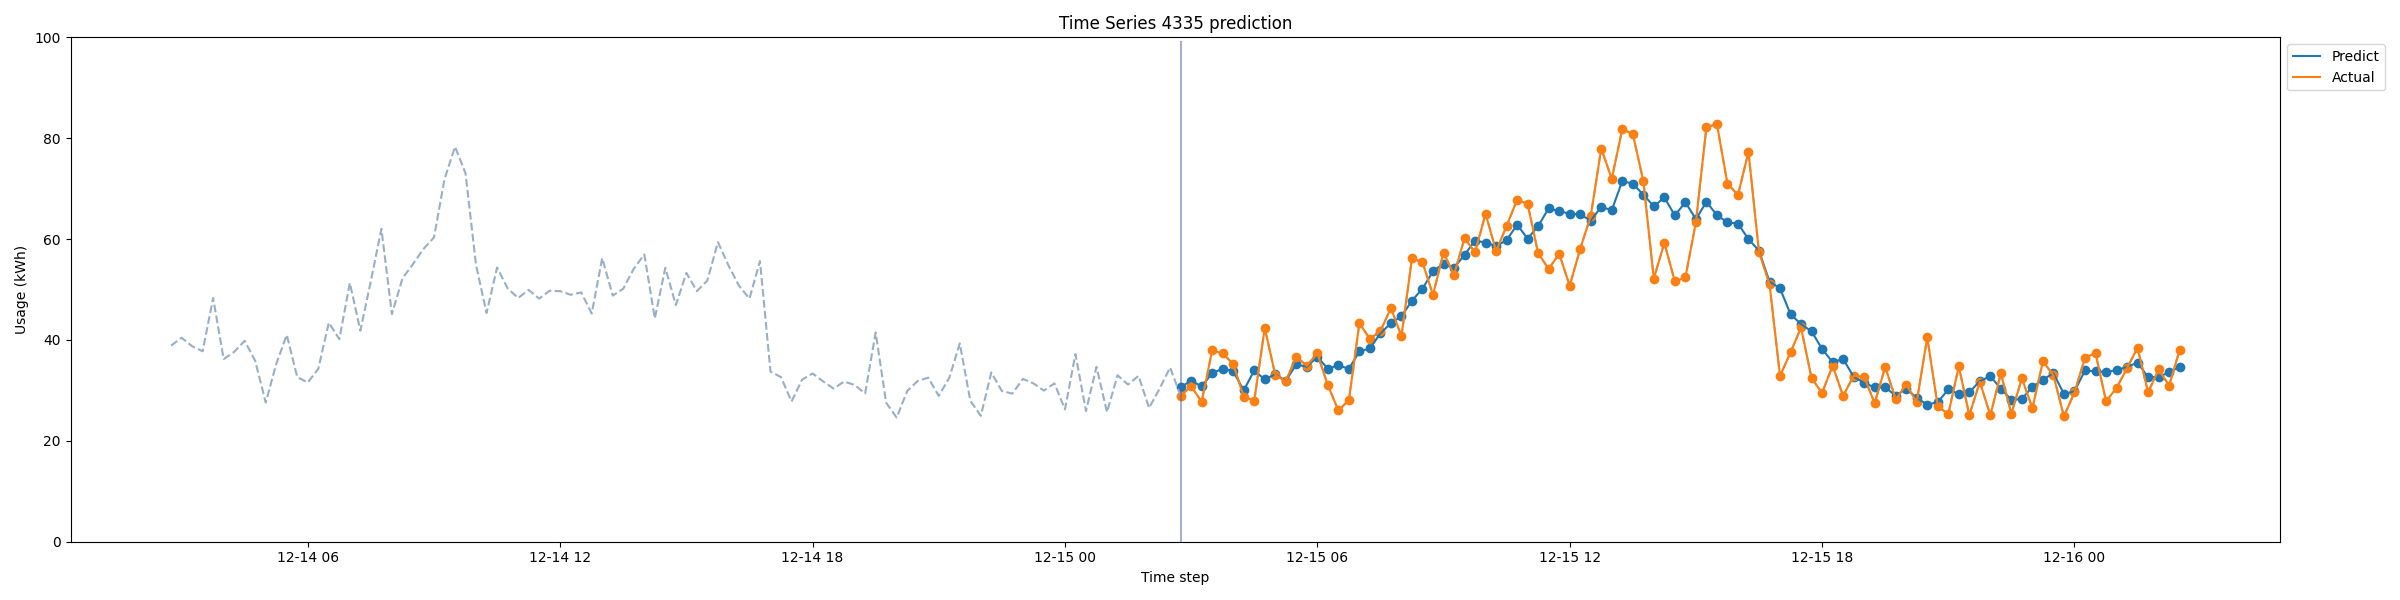 Time Series 4335 prediction
Predict
Actual
Usage (kWh)
100
80
60
40
20
0
12-14 06
12-14 12
12-14 18
12-15 00
12-15 06
12-15 12
12-15 18
12-16 00
Time step